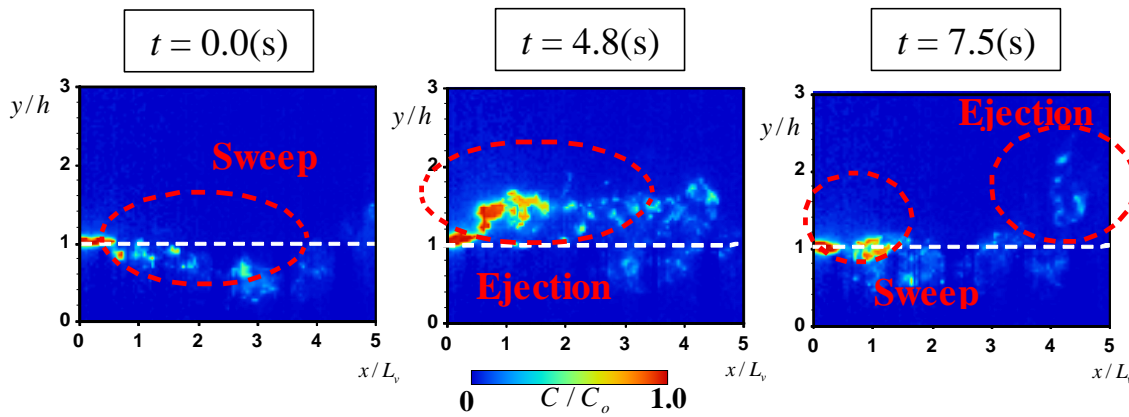 t = 0.0(s)
t = 4.8(s)
t = 7.5(s)
y/h
3
2
1
0
Sweep
0 1 2 3 4 5
x/L_v
y/h
3
2
1
0
Ejection
0 1 2 3 4 5
x/L_v
y/h
3
2
1
0
Ejection
Sweep
0 1 2 3 4 5
x/L_v
0 C/C_o 1.0